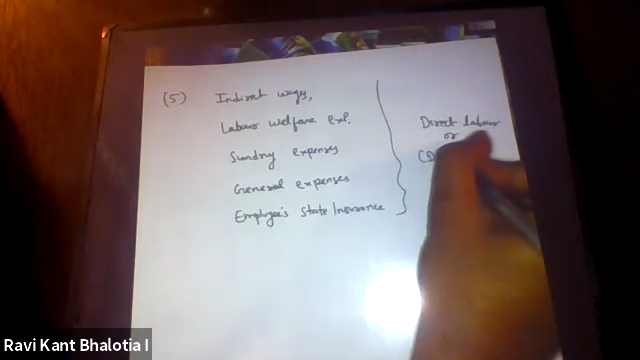 (5) Indirect wages,
Labour welfare exp.
Sundry expenses
General expenses
Employee's State Insurance
Direct labour
or
(D
Ravi Kant Bhalotia I